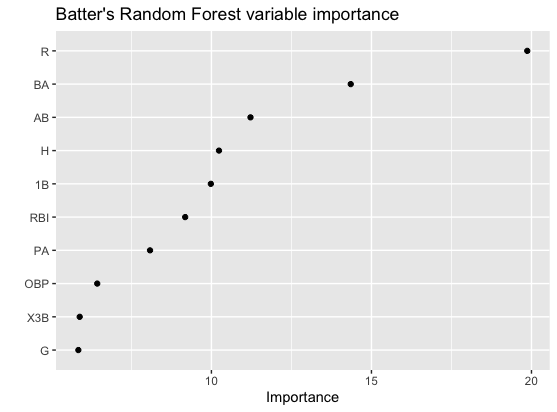 Batter's Random Forest variable importance
R
BA
AB
H
1B
RBI
PA
OBP
X3B
G
10 15 20
Importance